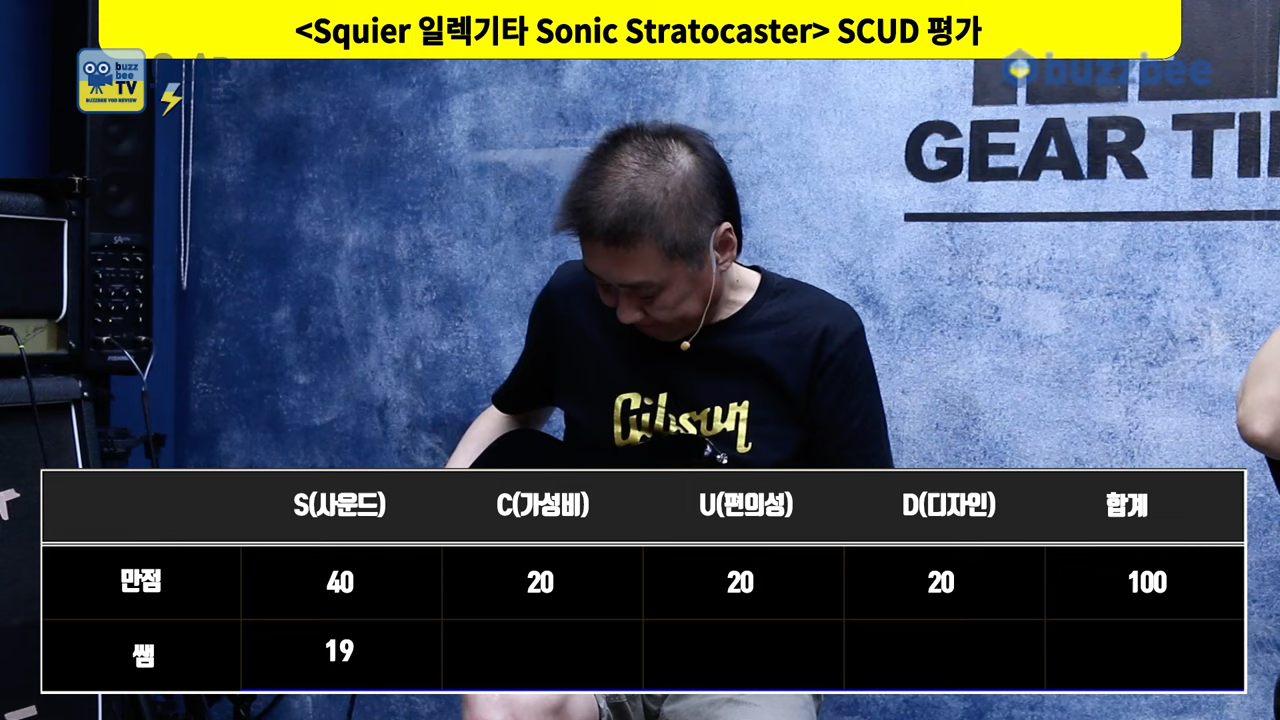 <Squier 일렉기타 Sonic Stratocaster> SCUD 평가
buzz
bee
TV
BUZZBEE VOD REVIEW
buzzbee
GEAR TI
Gibson
S(사운드) C(가성비) U(편의성) D(디자인) 합계
만점 40 20 20 20 100
쌤 19